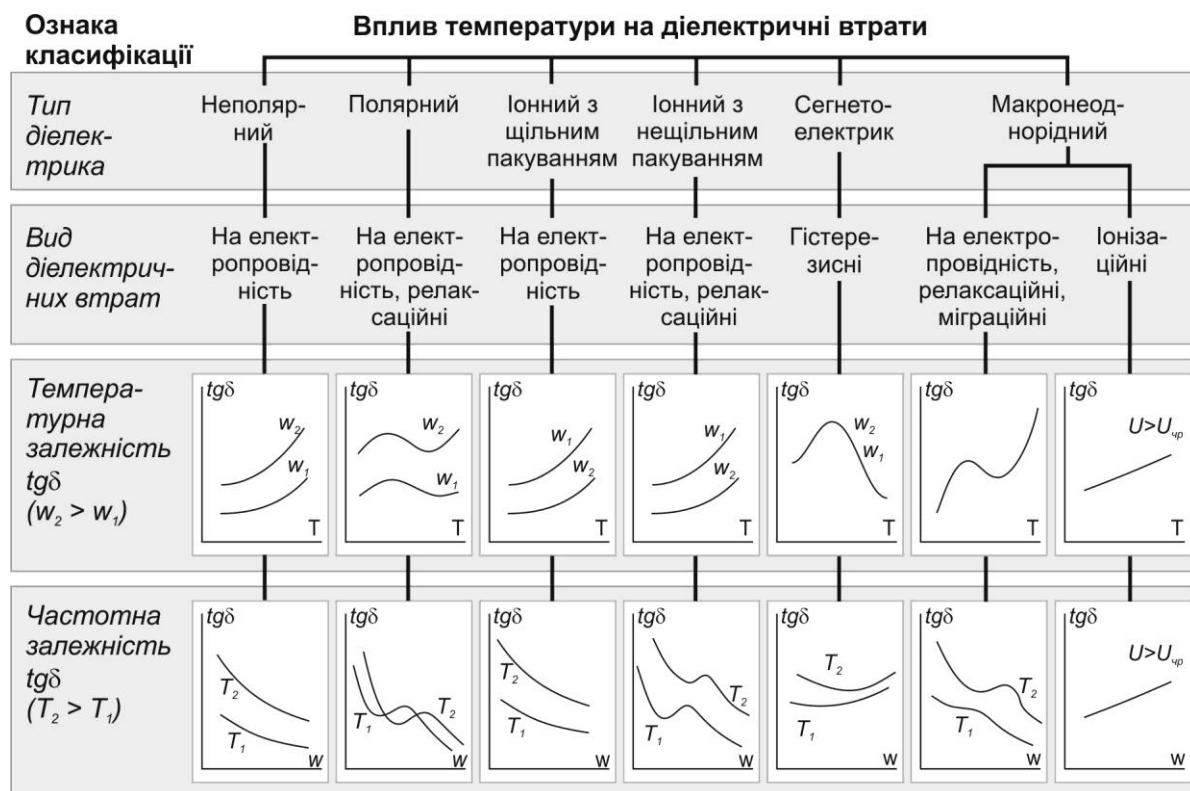 Ознака
класифікації
Вплив температури на діелектричні втрати
Тип
діелек-
трика
Неполяр-
ний
Полярний
Іонний з
щільним
пакуванням
Іонний з
нещільним
пакуванням
Сегнето-
електрик
Макронеод-
норідний
Вид
діелектрич-
них втрат
На елект-
ропровід-
ність
На елект-
ропровід-
ність, релак-
саційні
На елект-
ропровід-
ність
На елект-
ропровід-
ність, релак-
саційні
Гістере-
зисні
На електро-
провідність,
релаксаційні,
міграційні
Іоніза-
ційні
Темпера-
турна
залежність
tgδ
(w₂ > w₁)
tgδ
w₂
w₁
T
tgδ
w₂
w₁
T
tgδ
w₁
w₂
T
tgδ
w₁
w₂
T
tgδ
w₂
w₁
T
tgδ
T
tgδ
U>Uчр
T
Частотна
залежність
tgδ
(T₂ > T₁)
tgδ
T₂
T₁
w
tgδ
T₁
T₂
w
tgδ
T₂
T₁
w
tgδ
T₂
T₁
w
tgδ
T₂
T₁
w
tgδ
T₂
T₁
w
tgδ
U>Uчр
w